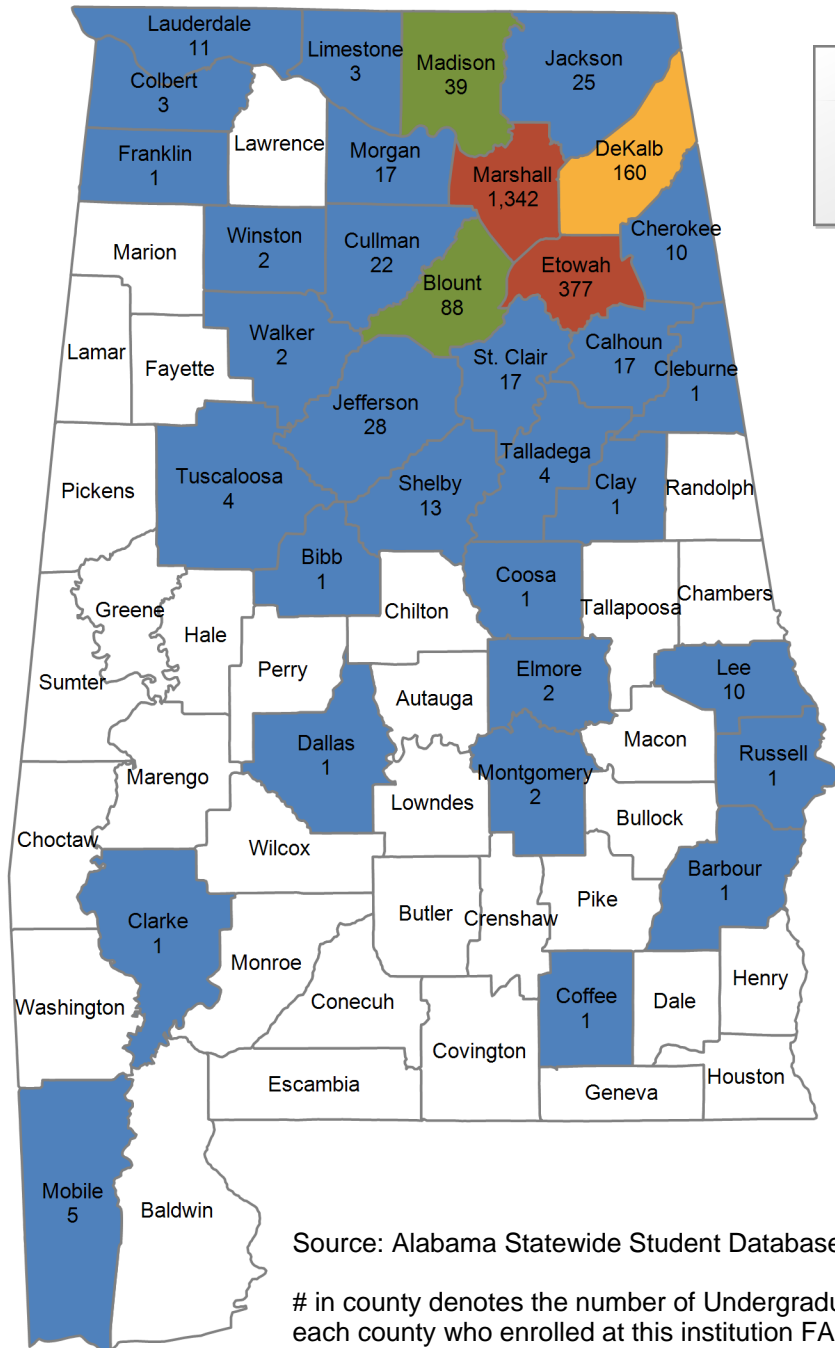 Lauderdale
11
Limestone
3
Madison
39
Jackson
25
Colbert
3
Lawrence
DeKalb
160
Franklin
1
Morgan
17
Marshall
1,342
Marion
Winston
2
Cullman
22
Cherokee
10
Blount
88
Etowah
377
Lamar
Fayette
Walker
2
St. Clair
17
Calhoun
17
Cleburne
1
Jefferson
28
Pickens
Tuscaloosa
4
Shelby
13
Talladega
4
Clay
1
Randolph
Bibb
1
Coosa
1
Greene
Hale
Chilton
Tallapoosa
Chambers
Sumter
Perry
Autauga
Elmore
2
Lee
10
Dallas
1
Macon
Marengo
Montgomery
2
Russell
1
Lowndes
Bullock
Choctaw
Wilcox
Barbour
1
Clarke
1
Butler
Crenshaw
Pike
Monroe
Washington
Conecuh
Coffee
1
Dale
Henry
Covington
Escambia
Geneva
Houston
Mobile
5
Baldwin
Source: Alabama Statewide Student Database
# in county denotes the number of
each county who enrolled at this institution